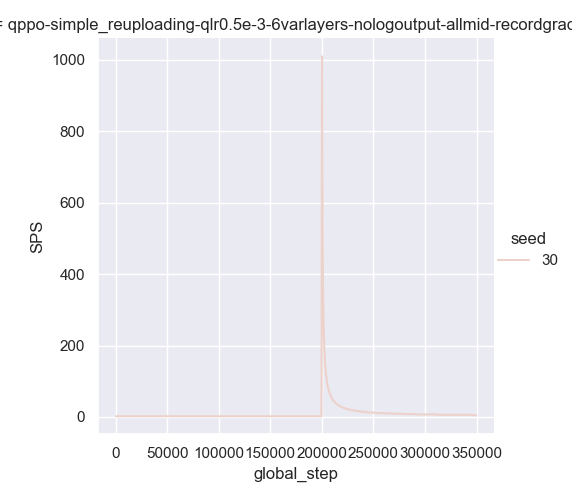 = qppo-simple_reuploading-qlr0.5e-3-6varlayers-nologoutput-allmid-recordgrad
1000
800
600
400
200
0
SPS
0 50000 100000 150000 200000 250000 300000 350000
global_step
seed
30